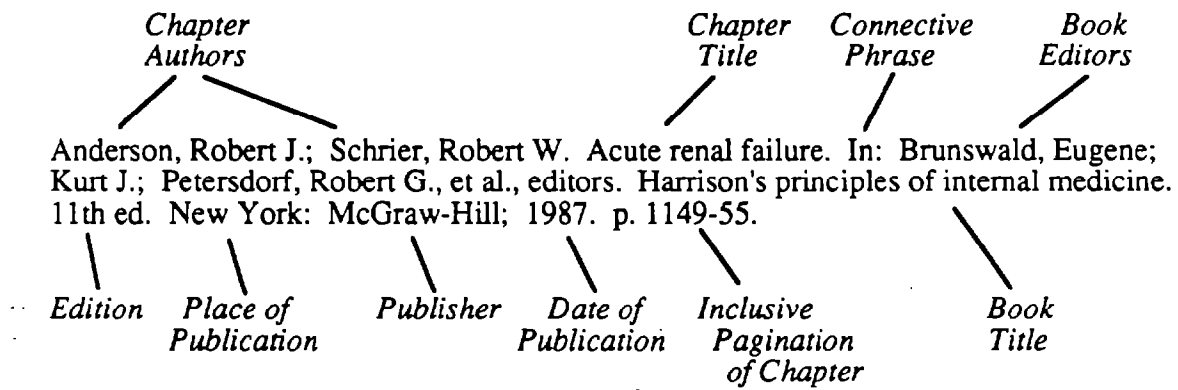 Chapter Chapter Connective Book
Authors Title Phrase Editors
Anderson, Robert J.; Schrier, Robert W. Acute renal failure. In: Brunswald, Eugene;
Kurt J.; Petersdorf, Robert G., et al., editors. Harrison's principles of internal medicine.
11th ed. New York: McGraw-Hill; 1987. p. 1149-55.
Edition Place of Publisher Date of Inclusive Book
Publication Publication Pagination Title
of Chapter